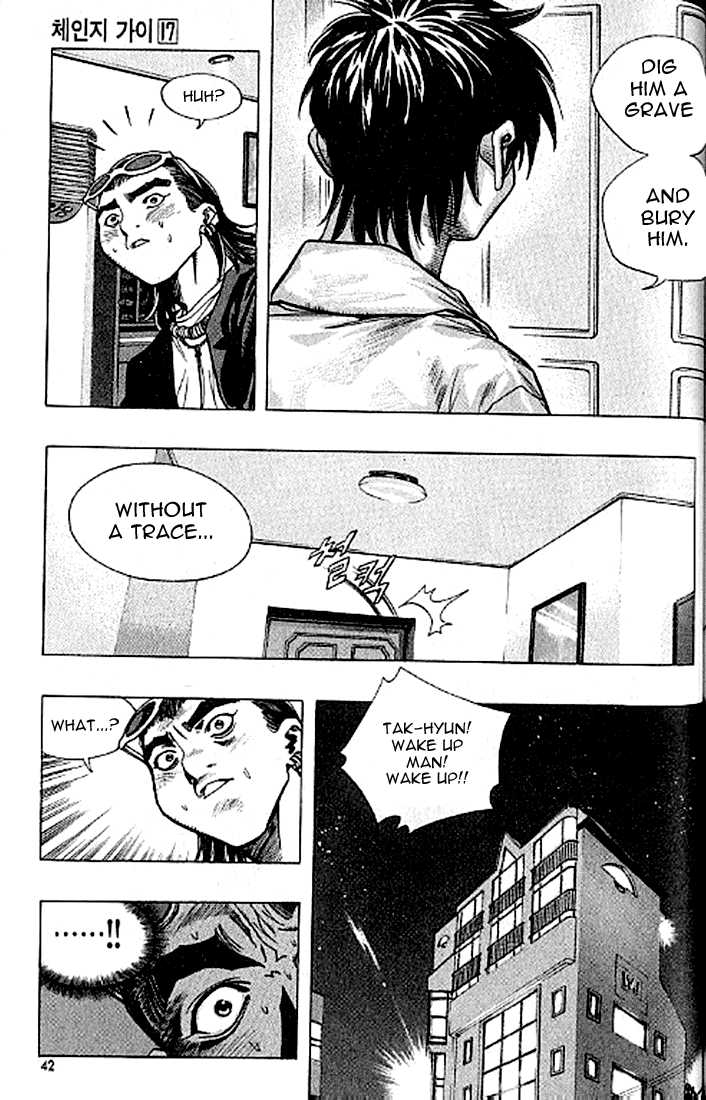 체인지 가이 17
HUH?
DIG
HIM A
GRAVE
AND
BURY
HIM.
WITHOUT
A TRACE...
철컥
WHAT...?
TAK-HYUN!
WAKE UP
MAN!
WAKE UP!!
......!!
42